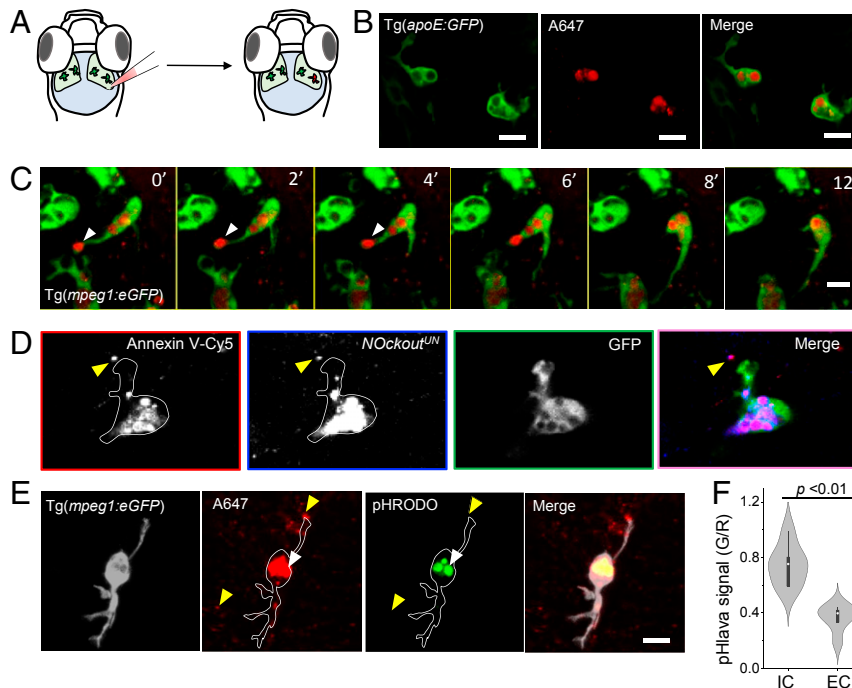 A
B
Tg(apoE:GFP)
A647
Merge
C
0’
2’
4’
6’
8’
12
Tg(mpeg1:eGFP)
D
Annexin V-Cy5
NOckoutUN
GFP
Merge
E
Tg(mpeg1:eGFP)
A647
pHRODO
Merge
F
p <0.01
pHlava signal (G/R)
1.2
0.8
0.4
0.0
IC
EC